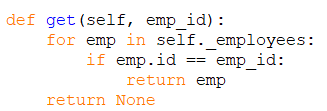 def get(self, emp_id):
    for emp in self._employees:
        if emp.id == emp_id:
            return emp
    return None